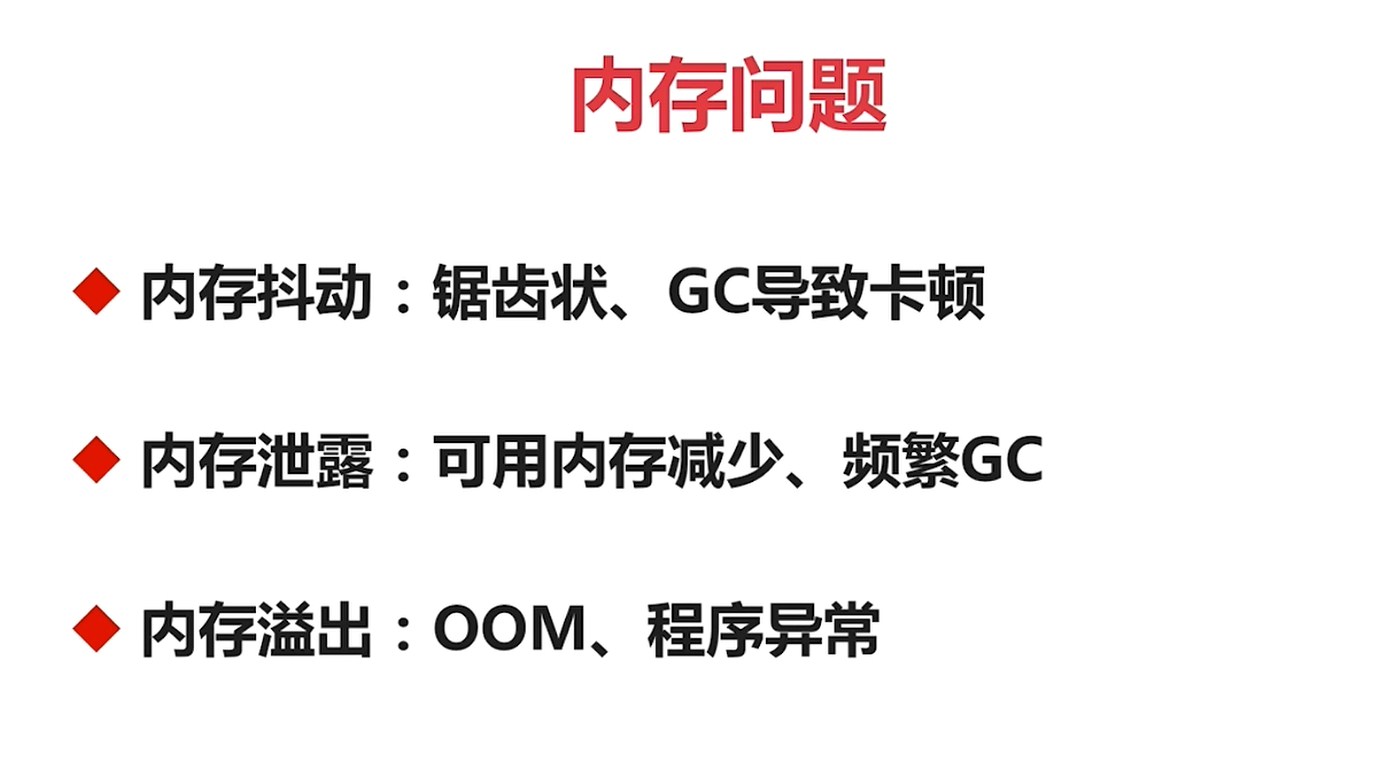 内存问题
内存抖动：锯齿状、GC导致卡顿
内存泄露：可用内存减少、频繁GC
内存溢出：OOM、程序异常